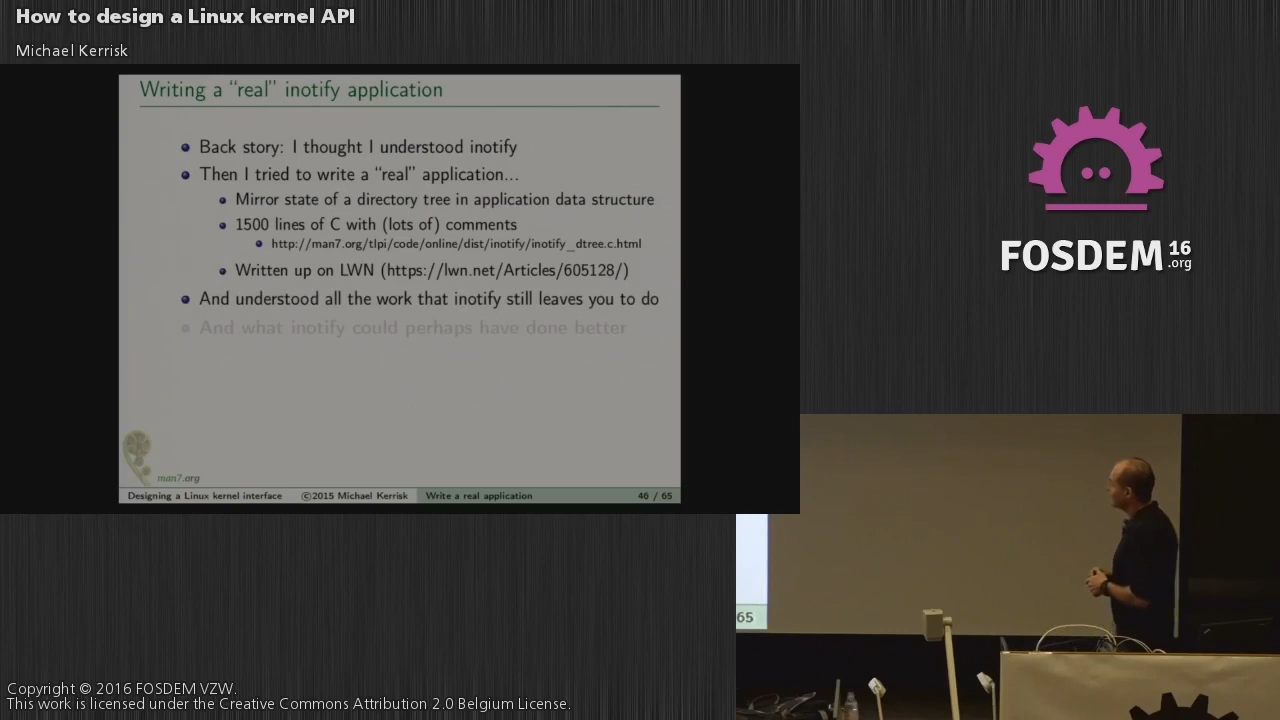 How to design a Linux kernel API
Michael Kerrisk
Writing a “real” inotify application
Back story: I thought I understood inotify
Then I tried to write a “real” application...
Mirror state of a directory tree in application data structure
1500 lines of C with (lots of) comments
http://man7.org/tlpi/code/online/dist/inotify/inotify_dtree.c.html
Written up on LWN (https://lwn.net/Articles/605128/)
And understood all the work that inotify still leaves you to do
And what inotify could perhaps have done better
man7.org
Designing a Linux kernel interface ©2015 Michael Kerrisk Write a real application 46 / 65
FOSDEM 16 .org
65
Copyright © 2016 FOSDEM VZW.
This work is licensed under the Creative Commons Attribution 2.0 Belgium License.